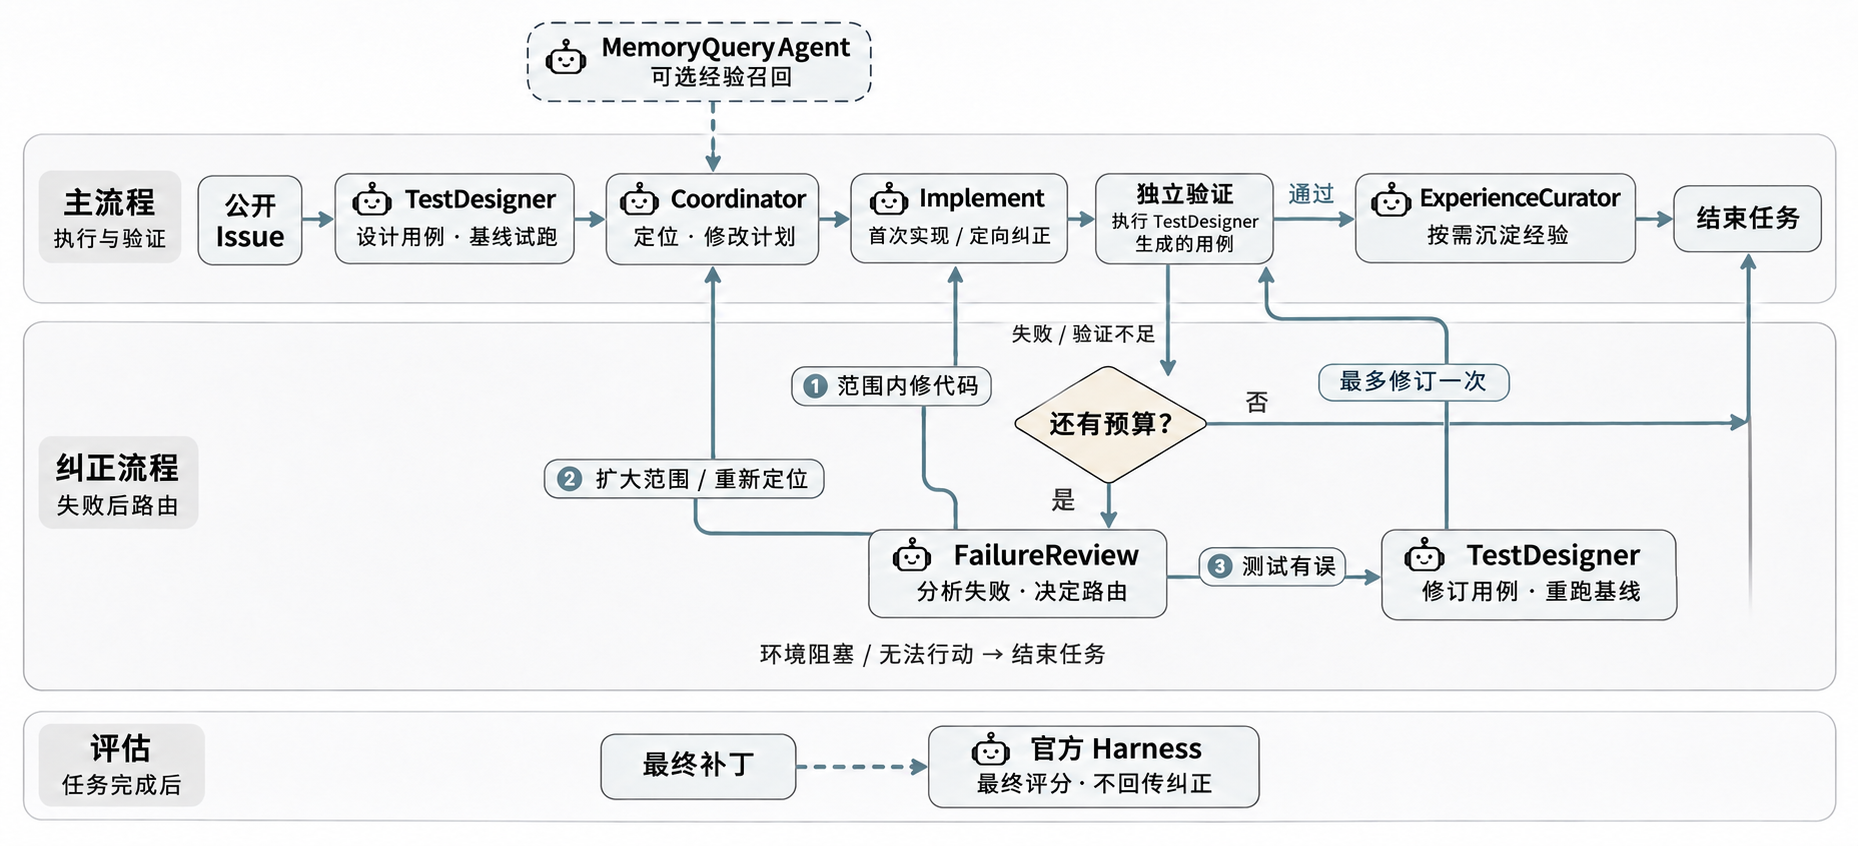 MemoryQueryAgent
可选经验召回
主流程
执行与验证
公开
Issue
TestDesigner
设计用例 · 基线试跑
Coordinator
定位 · 修改计划
Implement
首次实现 / 定向纠正
独立验证
执行 TestDesigner
生成的用例
通过
ExperienceCurator
按需沉淀经验
结束任务
纠正流程
失败后路由
失败 / 验证不足
1 范围内修代码
最多修订一次
还有预算？
否
2 扩大范围 / 重新定位
是
FailureReview
分析失败 · 决定路由
3 测试有误
TestDesigner
修订用例 · 重跑基线
环境阻塞 / 无法行动 → 结束任务
评估
任务完成后
最终补丁
官方 Harness
最终评分 · 不回传纠正